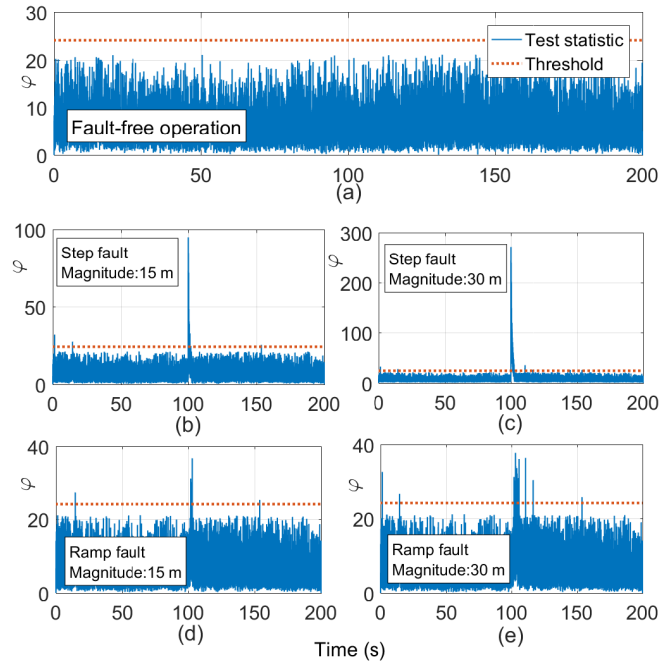 30
20
10
0
φ
Test statistic
Threshold
Fault-free operation
0 50 100 150 200
(a)
100
50
0
φ
Step fault
Magnitude:15 m
0 50 100 150 200
(b)
300
200
100
0
φ
Step fault
Magnitude:30 m
0 50 100 150 200
(c)
40
20
0
φ
Ramp fault
Magnitude:15 m
0 50 100 150 200
(d)
40
20
0
φ
Ramp fault
Magnitude:30 m
0 50 100 150 200
(e)
Time (s)